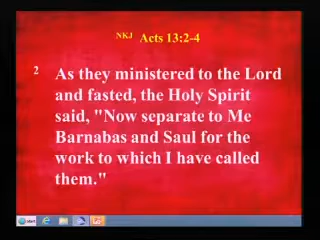 NKJ Acts 13:2-4
2 As they ministered to the Lord
and fasted, the Holy Spirit
said, "Now separate to Me
Barnabas and Saul for the
work to which I have called
them."
start